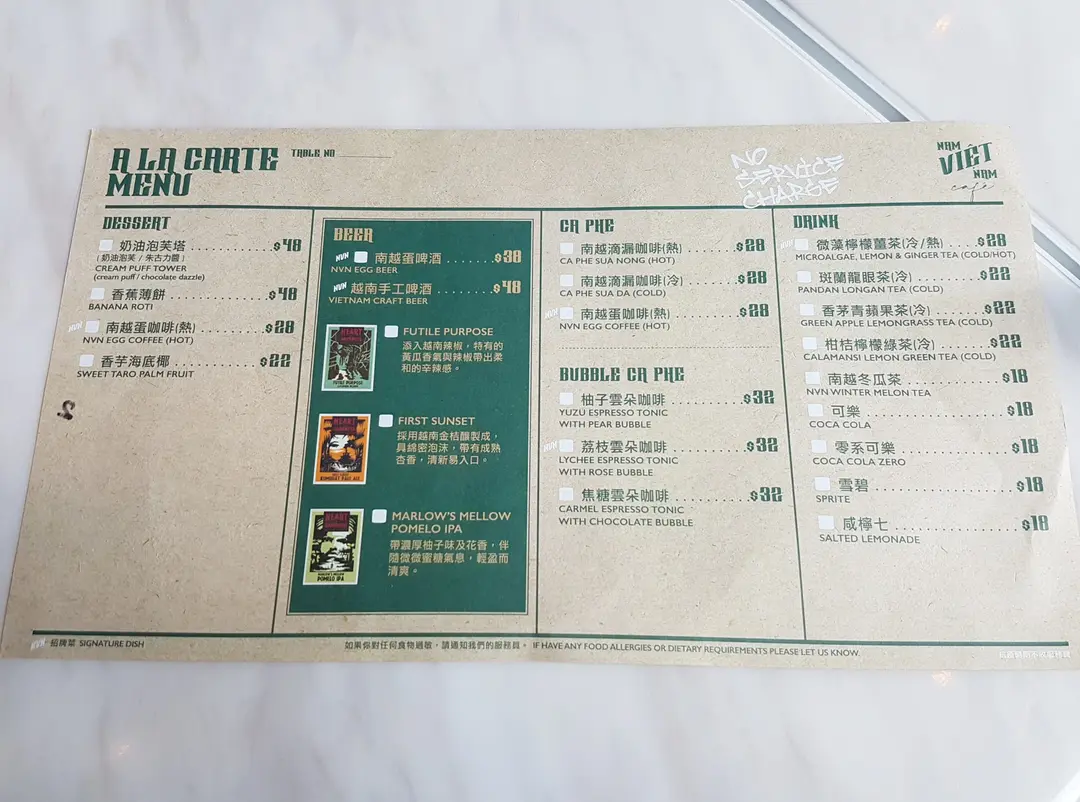 A LA CARTE
MENU
TABLE NO
NO
SERVICE
CHARGE
NAM
VIỆT
NAM
café
DESSERT
奶油泡芙塔 $48
(奶油泡芙 / 朱古力醬)
CREAM PUFF TOWER
(cream puff / chocolate dazzle)
香蕉薄餅 $48
BANANA ROTI
NVN 南越蛋咖啡(熱) $28
NVN EGG COFFEE (HOT)
香芋海底椰 $22
SWEET TARO PALM FRUIT
BEER
NVN 南越蛋啤酒 $38
NVN EGG BEER
NVN 越南手工啤酒 $48
VIETNAM CRAFT BEER
HEART
FUTILE PURPOSE
FUTILE PURPOSE
添入越南辣椒，特有的
黃瓜香氣與辣椒帶出柔
和的辛辣感。
HEART
FIRST SUNSET
採用越南金桔釀製成，
具綿密泡沫，帶有成熟
杏香，清新易入口。
HEART
POMELO IPA
MARLOW'S MELLOW
POMELO IPA
帶濃厚柚子味及花香，伴
隨微微蜜糖氣息，輕盈而
清爽。
CA PHE
南越滴漏咖啡(熱) $28
CA PHE SUA NONG (HOT)
南越滴漏咖啡(冷) $28
CA PHE SUA DA (COLD)
NVN 南越蛋咖啡(熱) $28
NVN EGG COFFEE (HOT)
BUBBLE CA PHE
柚子雲朵咖啡 $32
YUZU ESPRESSO TONIC
WITH PEAR BUBBLE
NVN 荔枝雲朵咖啡 $32
LYCHEE ESPRESSO TONIC
WITH ROSE BUBBLE
焦糖雲朵咖啡 $32
CARMEL ESPRESSO TONIC
WITH CHOCOLATE BUBBLE
DRINK
NVN 微藻檸檬薑茶(冷/熱) $28
MICROALGAE, LEMON & GINGER TEA (COLD/HOT)
斑蘭龍眼茶(冷) $22
PANDAN LONGAN TEA (COLD)
香茅青蘋果茶(冷) $22
GREEN APPLE LEMONGRASS TEA (COLD)
柑桔檸檬綠茶(冷) $22
CALAMANSI LEMON GREEN TEA (COLD)
南越冬瓜茶 $18
NVN WINTER MELON TEA
可樂 $18
COCA COLA
零系可樂 $18
COCA COLA ZERO
雪碧 $18
SPRITE
咸檸七 $18
SALTED LEMONADE
NVN 招牌菜 SIGNATURE DISH
如果你對任何食物過敏，請通知我們的服務員。 IF HAVE ANY FOOD ALLERGIES OR DIETARY REQUIREMENTS PLEASE LET US KNOW.